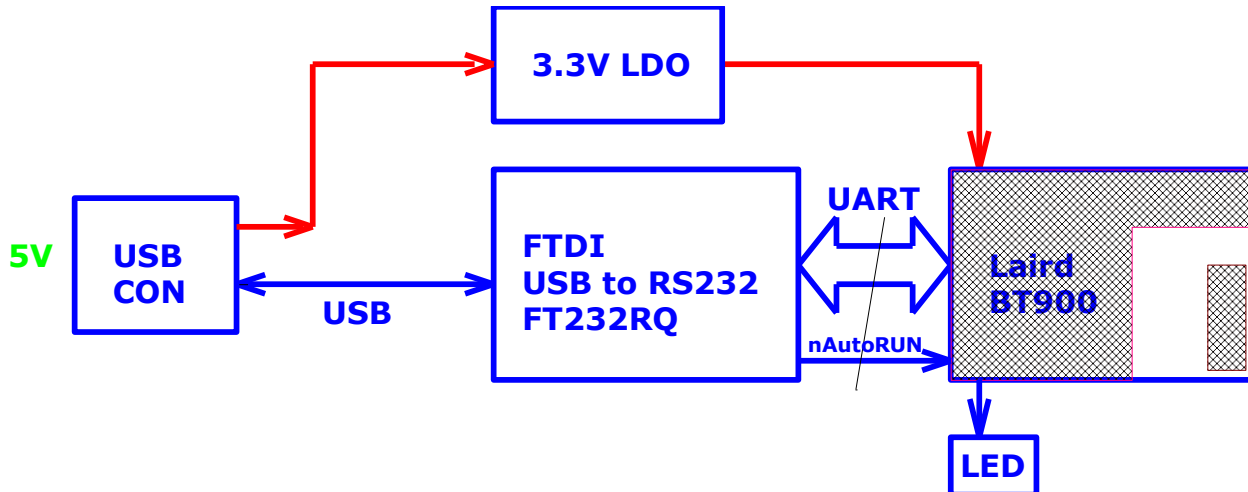 3.3V LDO
5V
USB
CON
USB
FTDI
USB to RS232
FT232RQ
UART
nAutoRUN
Laird
BT900
LED